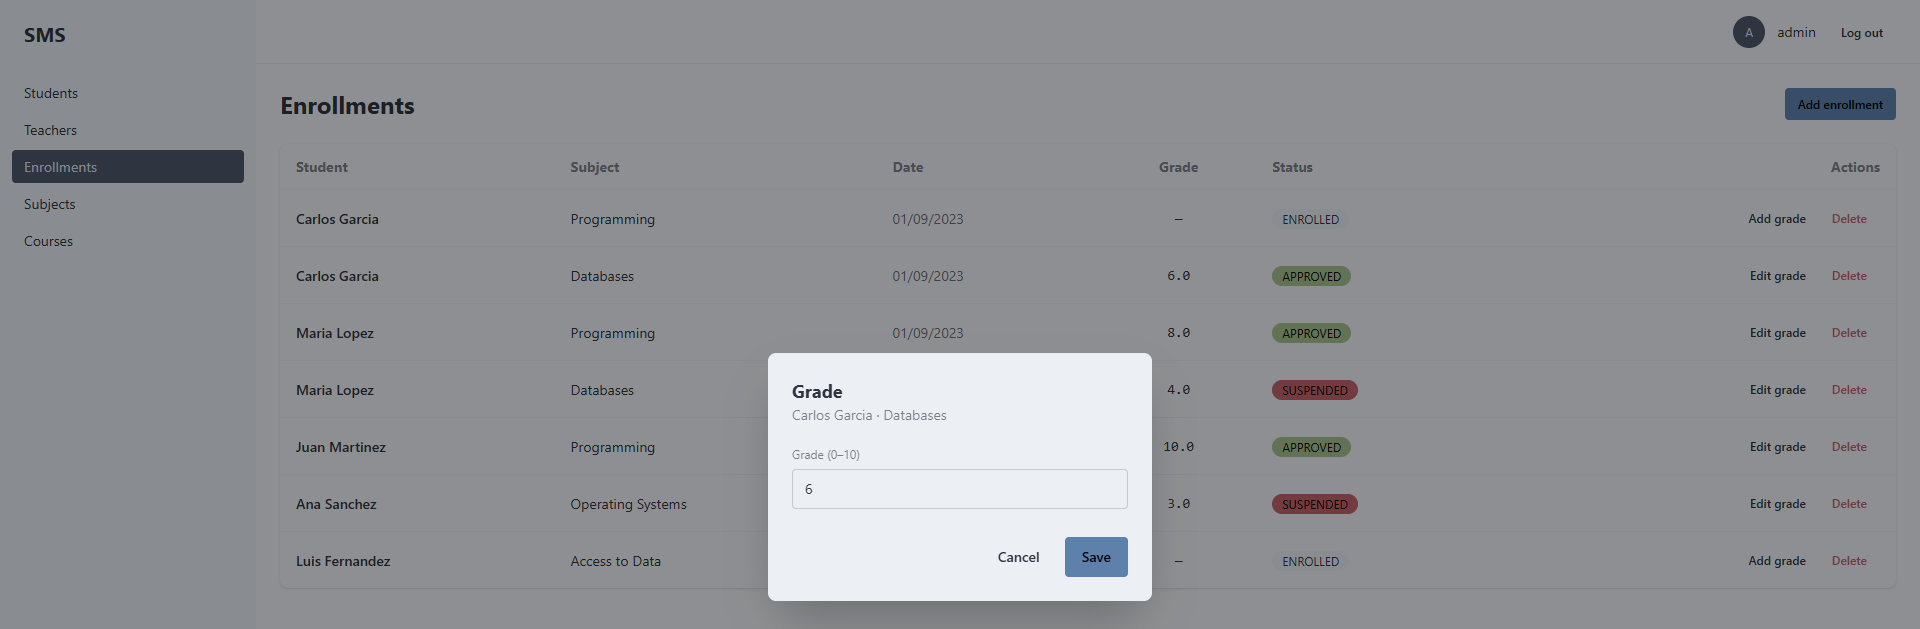 SMS
A admin Log out
Students
Teachers
Enrollments
Subjects
Courses
Enrollments
Add enrollment
Student Subject Date Grade Status Actions
Carlos Garcia Programming 01/09/2023 — ENROLLED Add grade Delete
Carlos Garcia Databases 01/09/2023 6.0 APPROVED Edit grade Delete
Maria Lopez Programming 01/09/2023 8.0 APPROVED Edit grade Delete
Maria Lopez Databases 4.0 SUSPENDED Edit grade Delete
Juan Martinez Programming 10.0 APPROVED Edit grade Delete
Ana Sanchez Operating Systems 3.0 SUSPENDED Edit grade Delete
Luis Fernandez Access to Data — ENROLLED Add grade Delete
Grade
Carlos Garcia · Databases
Grade (0–10)
6
Cancel Save